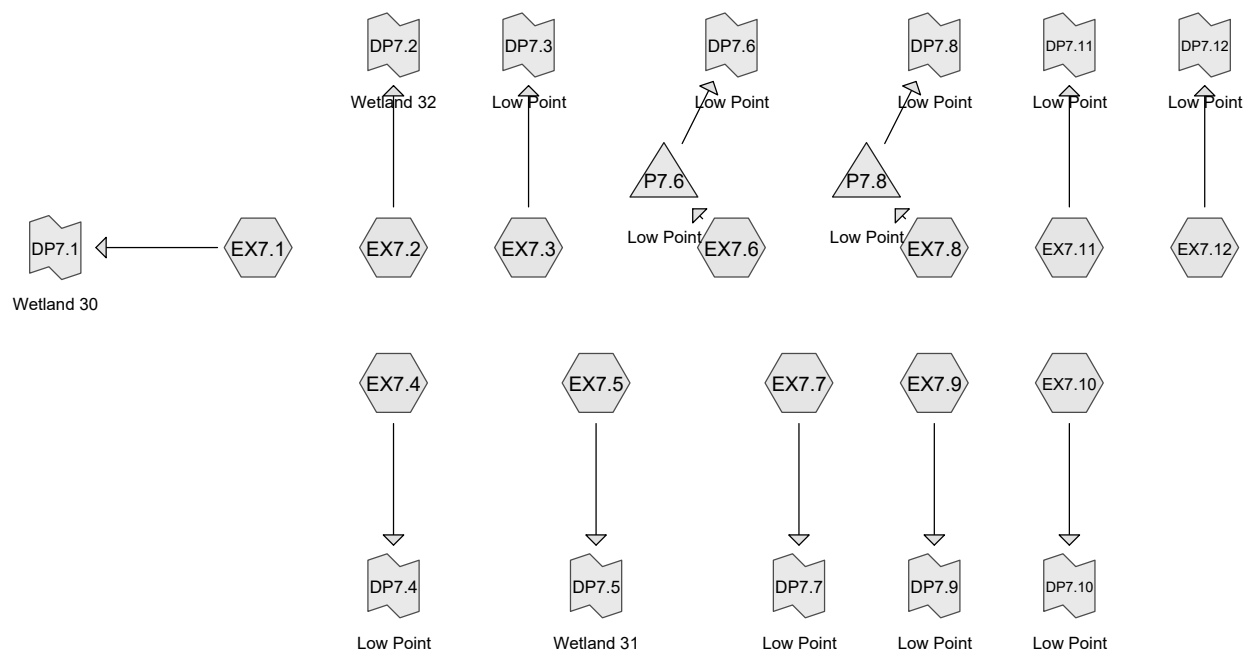 DP7.2
DP7.3
DP7.6
DP7.8
DP7.11
DP7.12
Wetland 32
Low Point
Low Point
Low Point
Low Point
Low Point
P7.6
P7.8
Low Point
Low Point
DP7.1
EX7.1
EX7.2
EX7.3
EX7.6
EX7.8
EX7.11
EX7.12
Wetland 30
EX7.4
EX7.5
EX7.7
EX7.9
EX7.10
DP7.4
DP7.5
DP7.7
DP7.9
DP7.10
Low Point
Wetland 31
Low Point
Low Point
Low Point